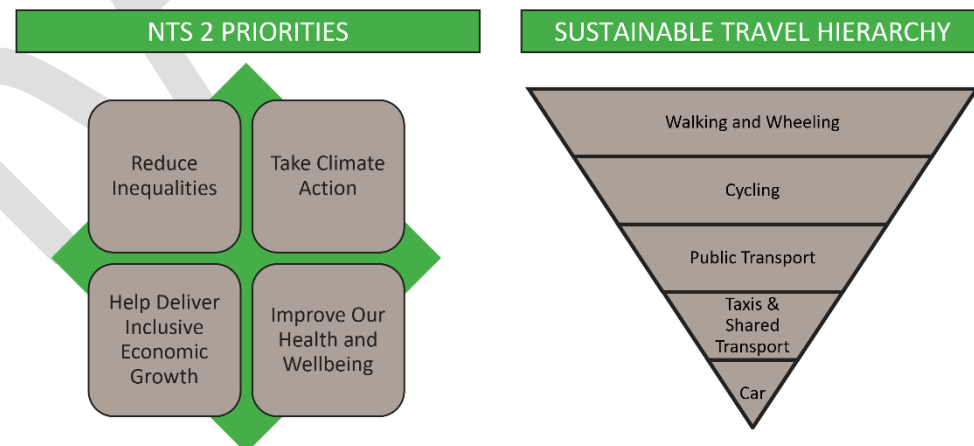 NTS 2 PRIORITIES
Reduce
Inequalities
Take Climate
Action
Help Deliver
Inclusive
Economic
Growth
Improve Our
Health and
Wellbeing
SUSTAINABLE TRAVEL HIERARCHY
Walking and Wheeling
Cycling
Public Transport
Taxis &
Shared
Transport
Car